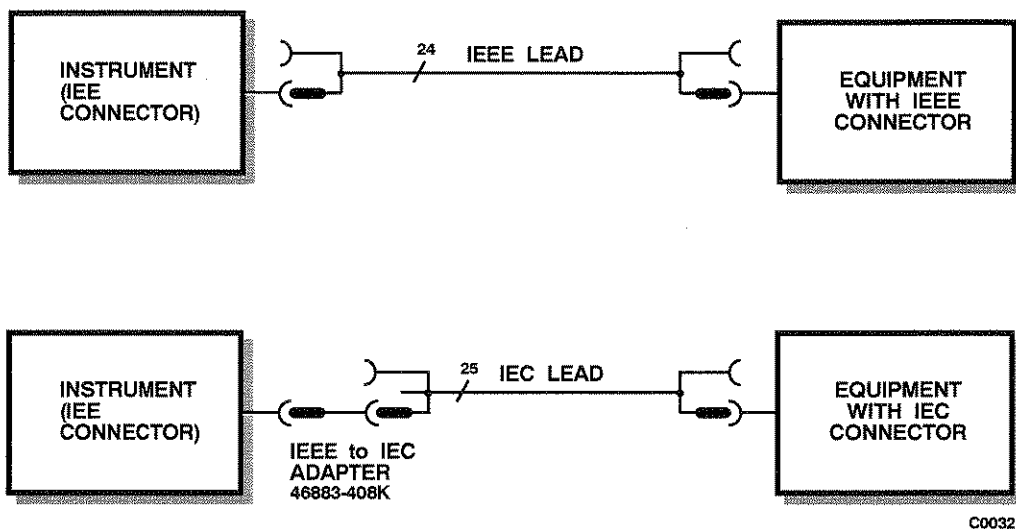 INSTRUMENT
(IEE
CONNECTOR)
24
IEEE LEAD
EQUIPMENT
WITH IEEE
CONNECTOR
INSTRUMENT
(IEE
CONNECTOR)
IEEE to IEC
ADAPTER
46883-408K
25
IEC LEAD
EQUIPMENT
WITH IEC
CONNECTOR
C0032